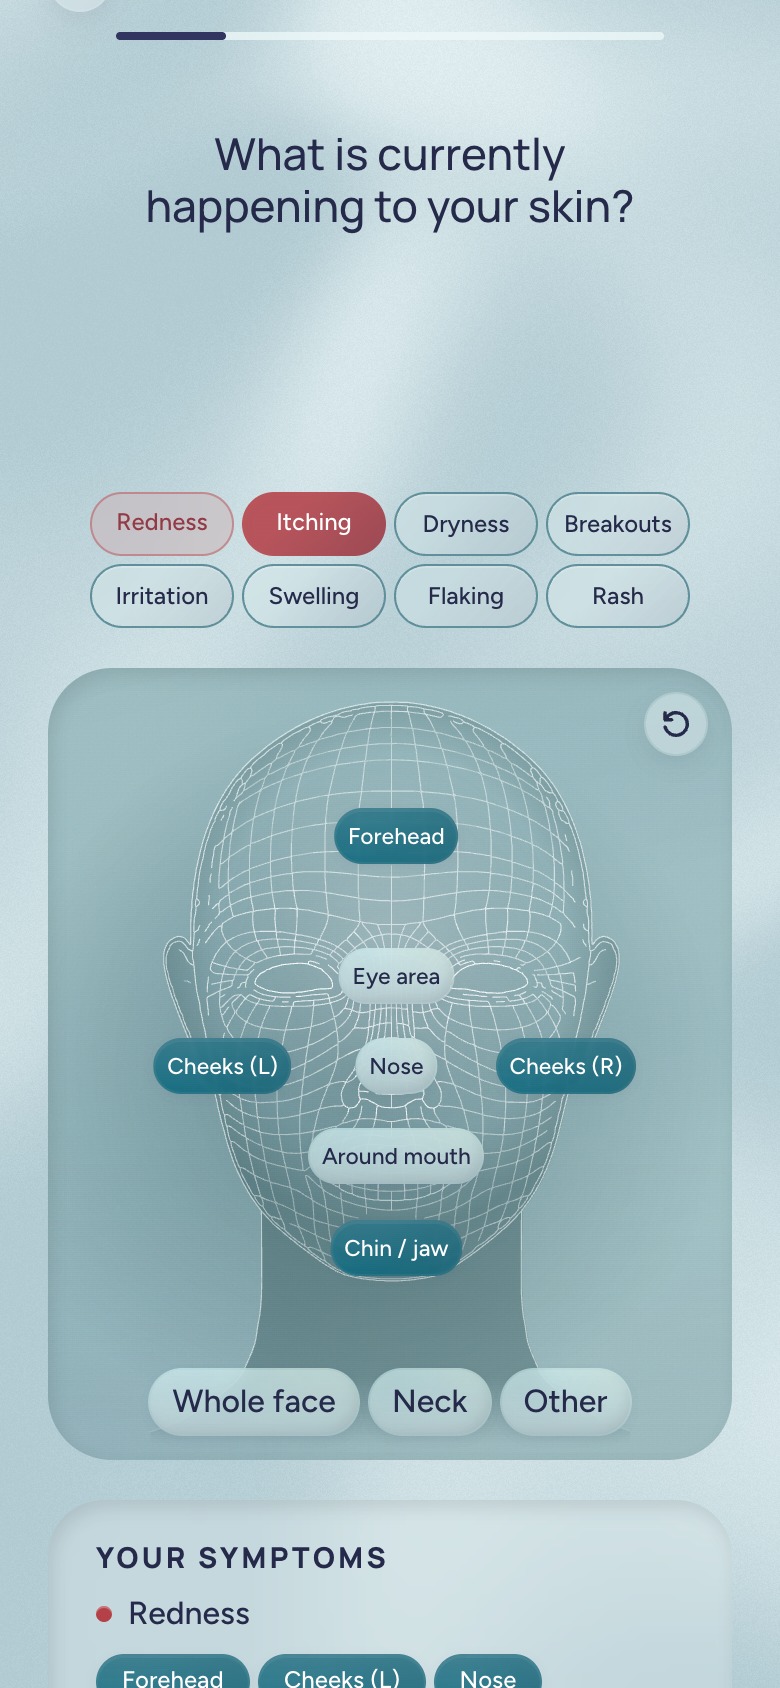 What is currently
happening to your skin?
Redness Itching Dryness Breakouts
Irritation Swelling Flaking Rash
Forehead
Eye area
Cheeks (L) Nose Cheeks (R)
Around mouth
Chin / jaw
Whole face Neck Other
YOUR SYMPTOMS
Redness
Forehead Cheeks (L) Nose